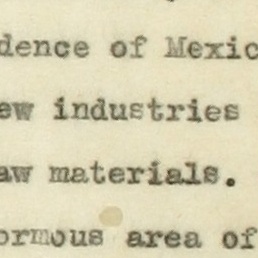 dence of Mexic
ew industries
aw materials.
ormous area of